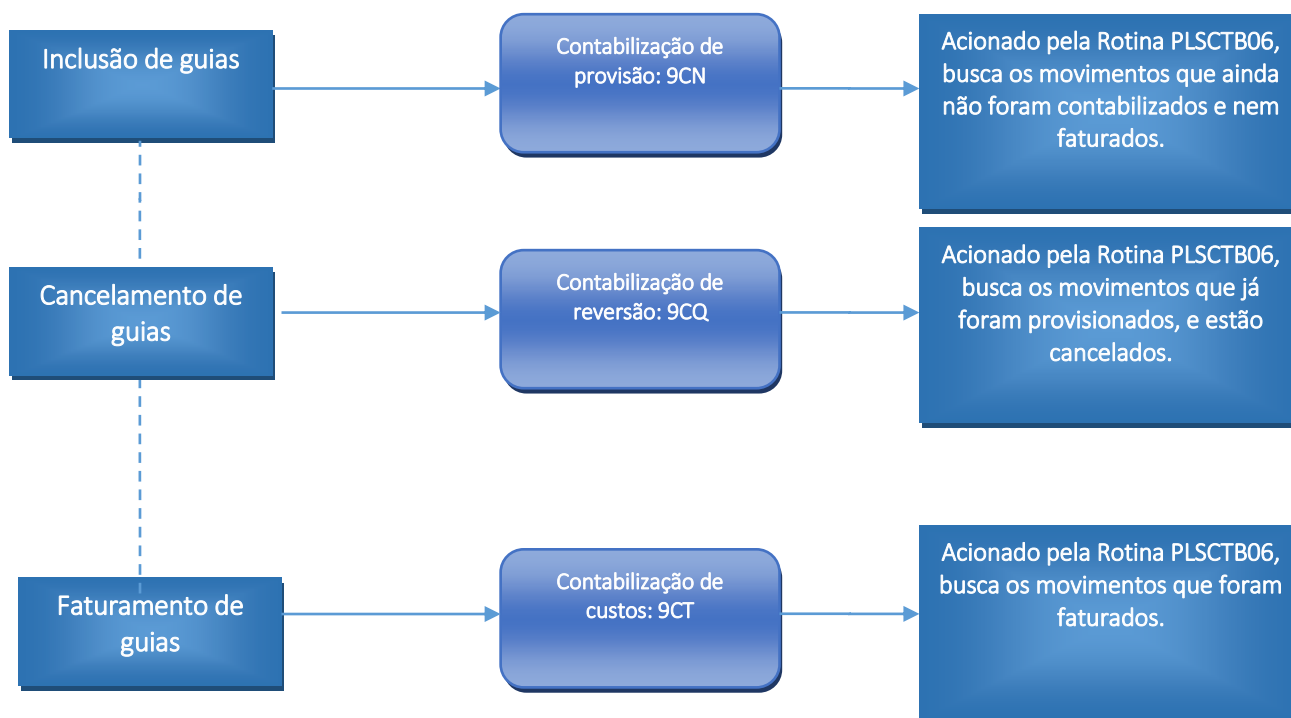 Inclusão de guias
Contabilização de
provisão: 9CN
Acionado pela Rotina PLSCTB06,
busca os movimentos que ainda
não foram contabilizados e nem
faturados.
Cancelamento de
guias
Contabilização de
reversão: 9CQ
Acionado pela Rotina PLSCTB06,
busca os movimentos que já
foram provisionados, e estão
cancelados.
Faturamento de
guias
Contabilização de
custos: 9CT
Acionado pela Rotina PLSCTB06,
busca os movimentos que foram
faturados.